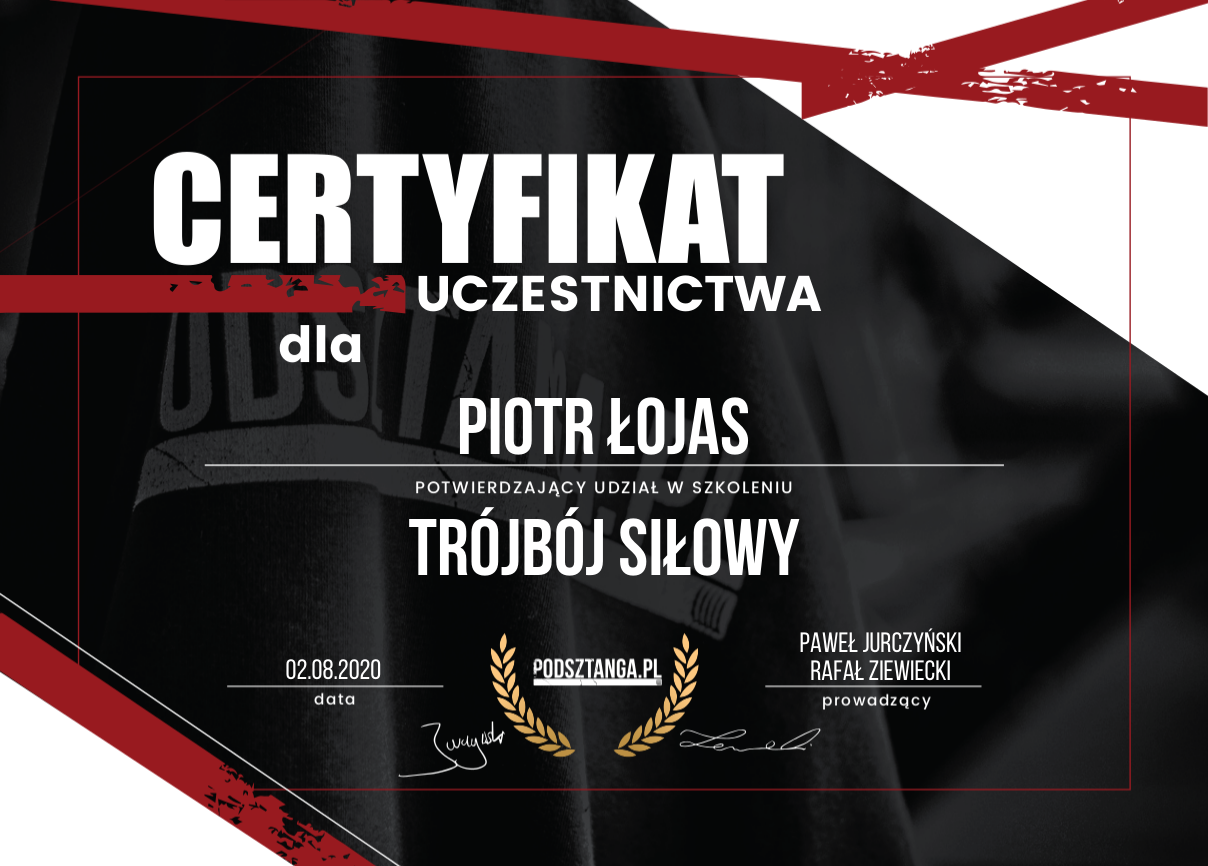 CERTYFIKAT
UCZESTNICTWA
dla
PIOTR ŁOJAS
POTWIERDZAJĄCY UDZIAŁ W SZKOLENIU
TRÓJBÓJ SIŁOWY
02.08.2020
data
PODSZTANGA.PL
PAWEŁ JURCZYŃSKI
RAFAŁ ZIEWIECKI
prowadzący